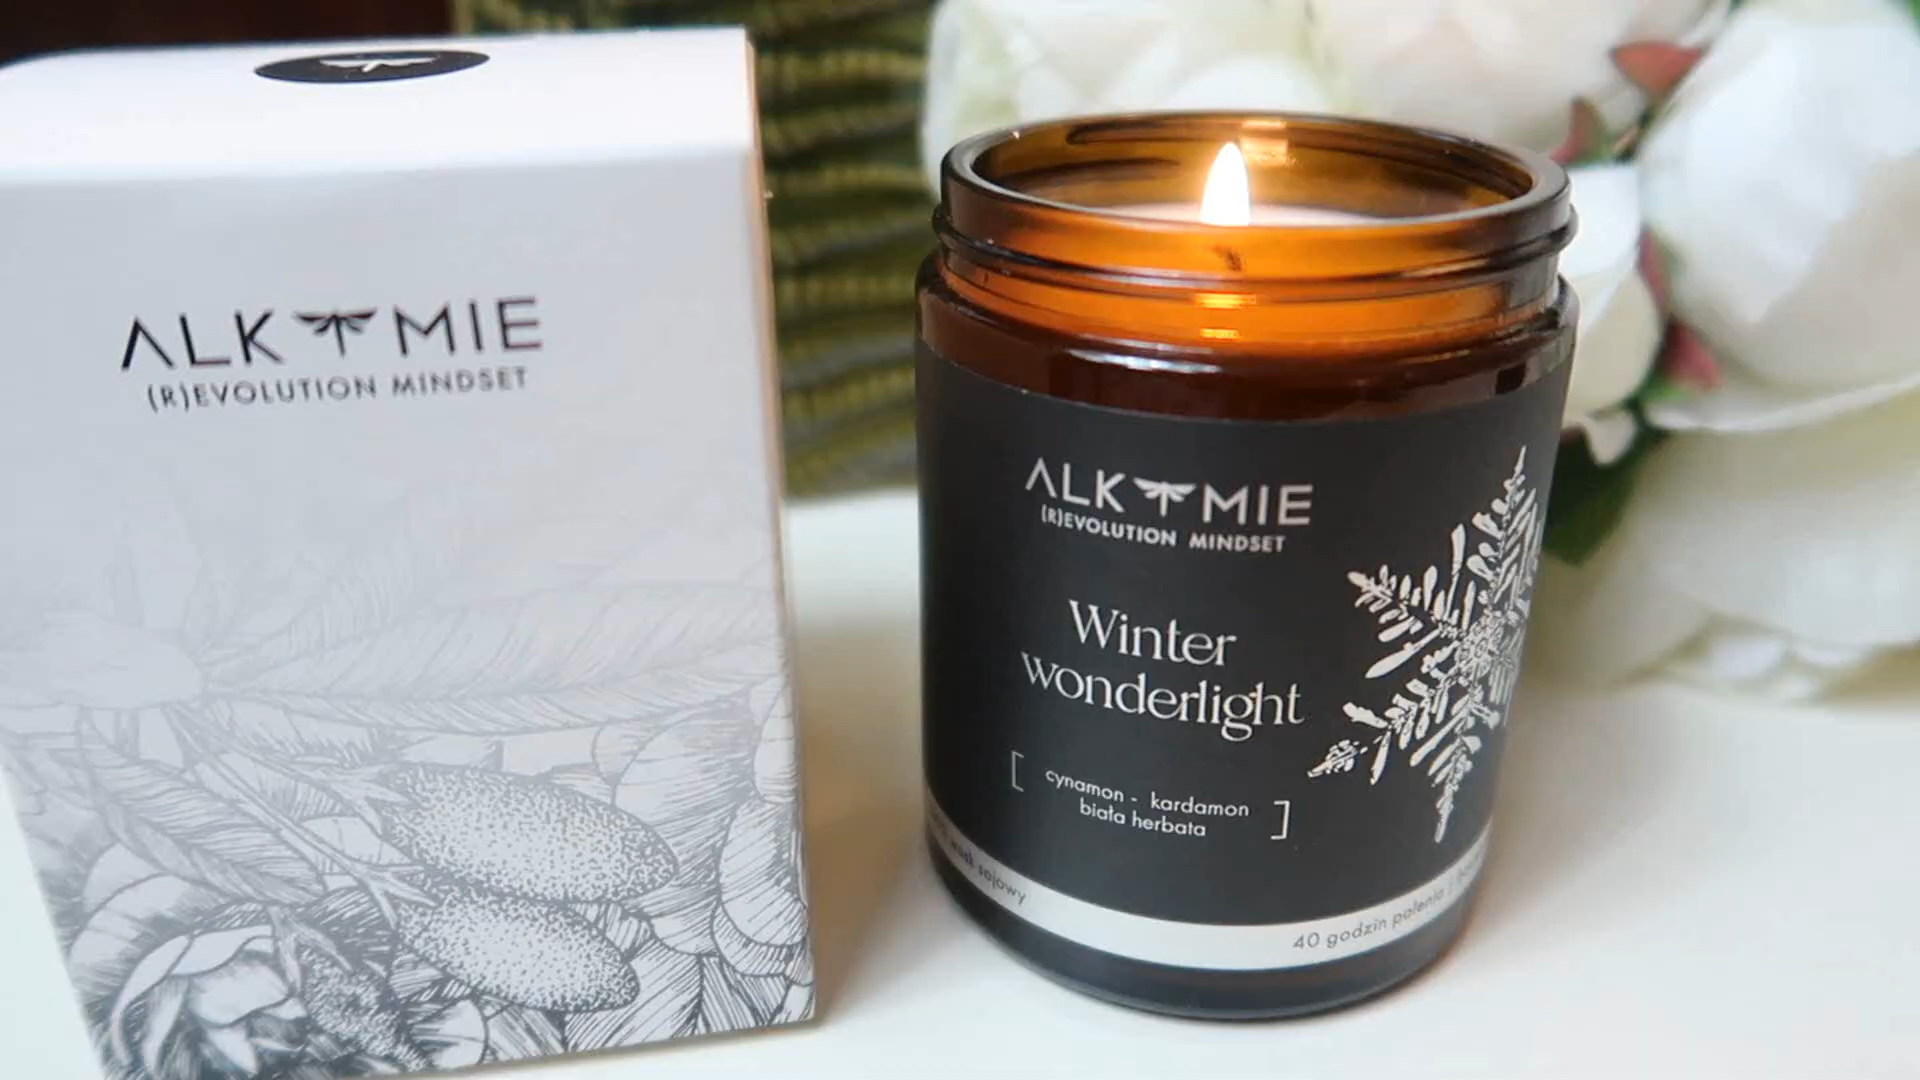 ALKMIE
(R)EVOLUTION MINDSET
ALKMIE
(R)EVOLUTION MINDSET
Winter
wonderlight
[ cynamon - kardamon
biała herbata ]
wosk sojowy
40 godzin palenia